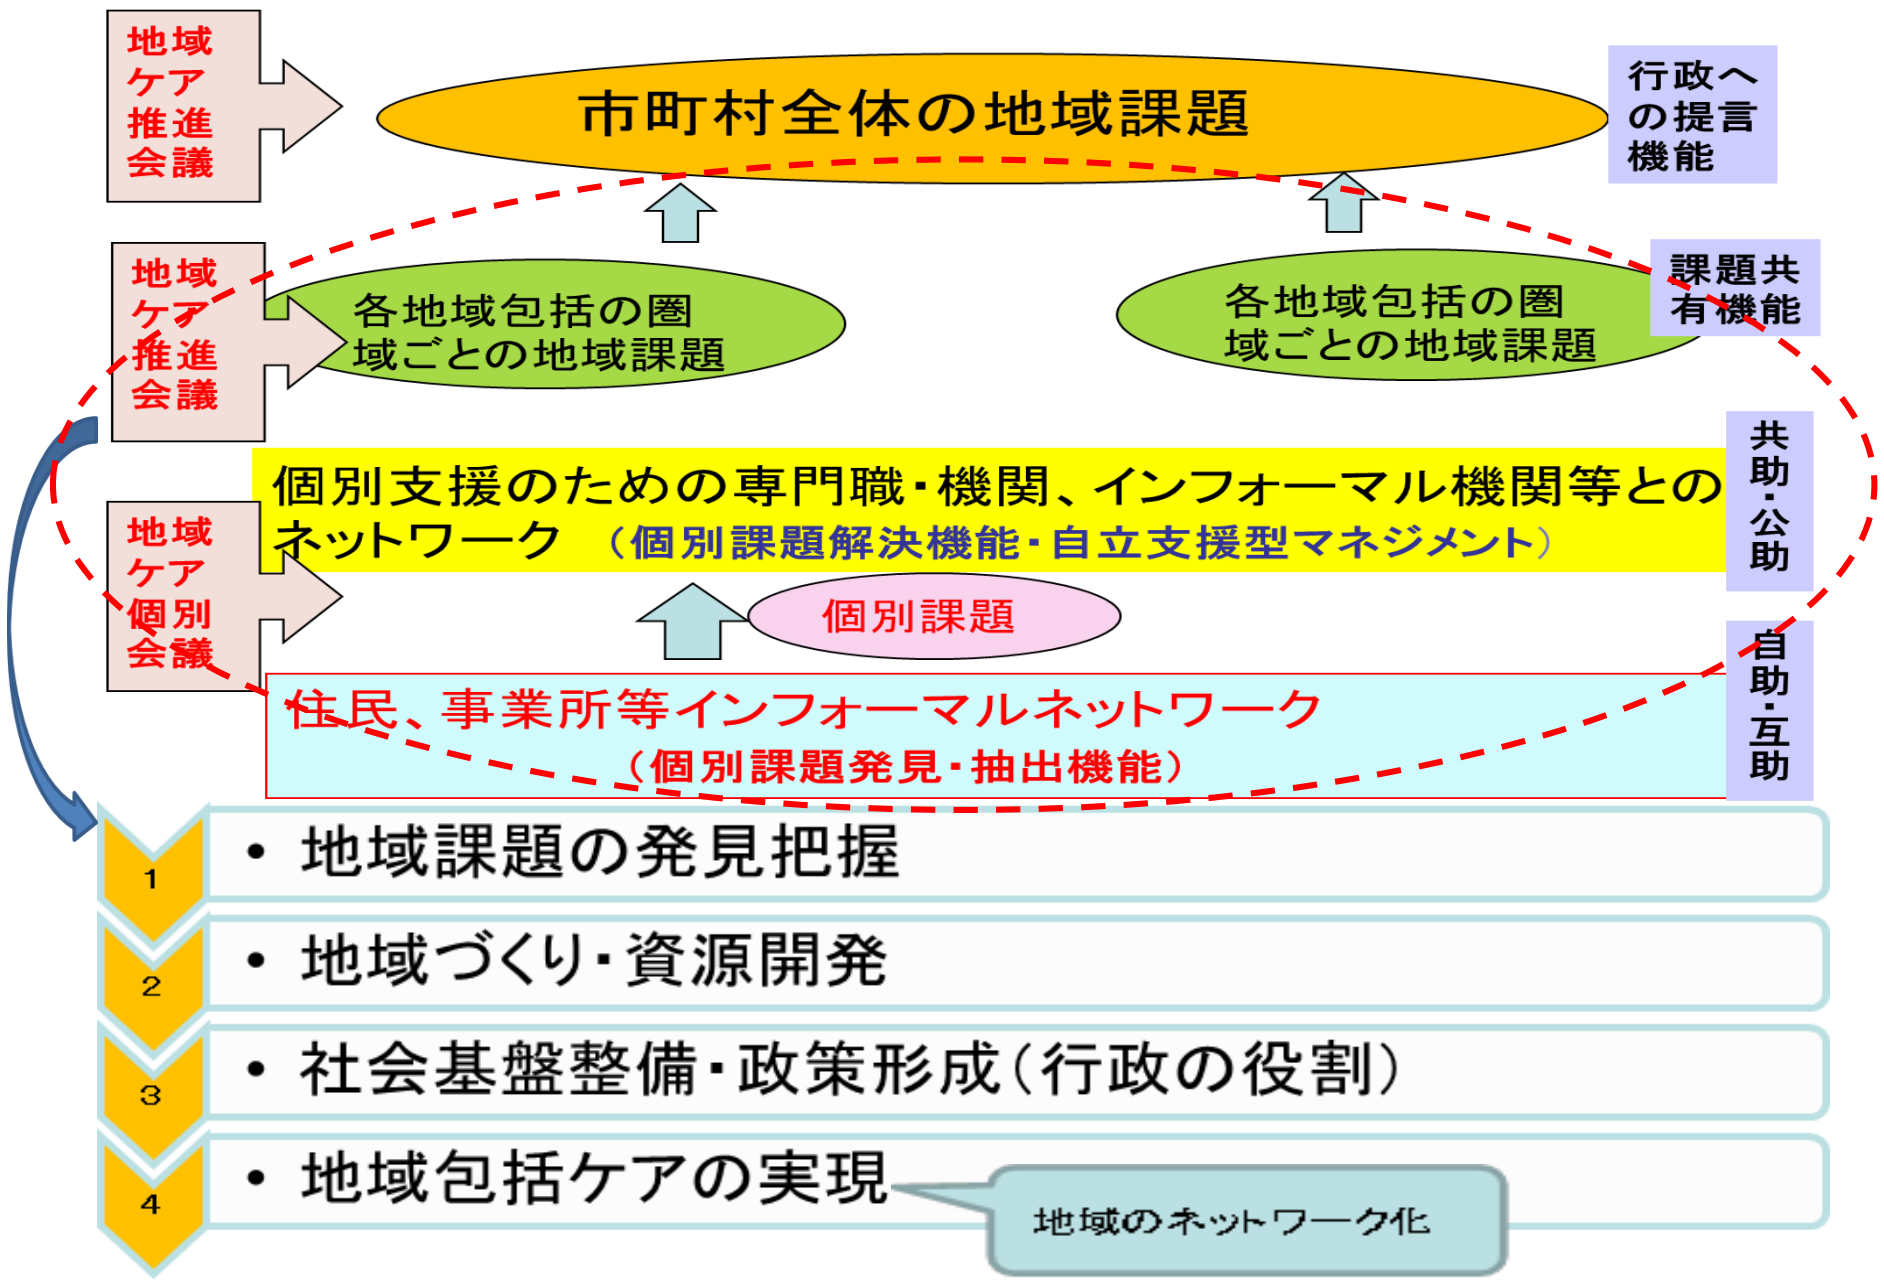 地域
ケア
推進
会議
市町村全体の地域課題
行政へ
の提言
機能
地域
ケア
推進
会議
各地域包括の圏
域ごとの地域課題
各地域包括の圏
域ごとの地域課題
課題共
有機能
個別支援のための専門職・機関、インフォーマル機関等との
ネットワーク （個別課題解決機能・自立支援型マネジメント）
共助・公助
地域
ケア
個別
会議
個別課題
住民、事業所等インフォーマルネットワーク
（個別課題発見・抽出機能）
自助・互助
1
• 地域課題の発見把握
2
• 地域づくり・資源開発
3
• 社会基盤整備・政策形成（行政の役割）
4
• 地域包括ケアの実現
地域のネットワーク化